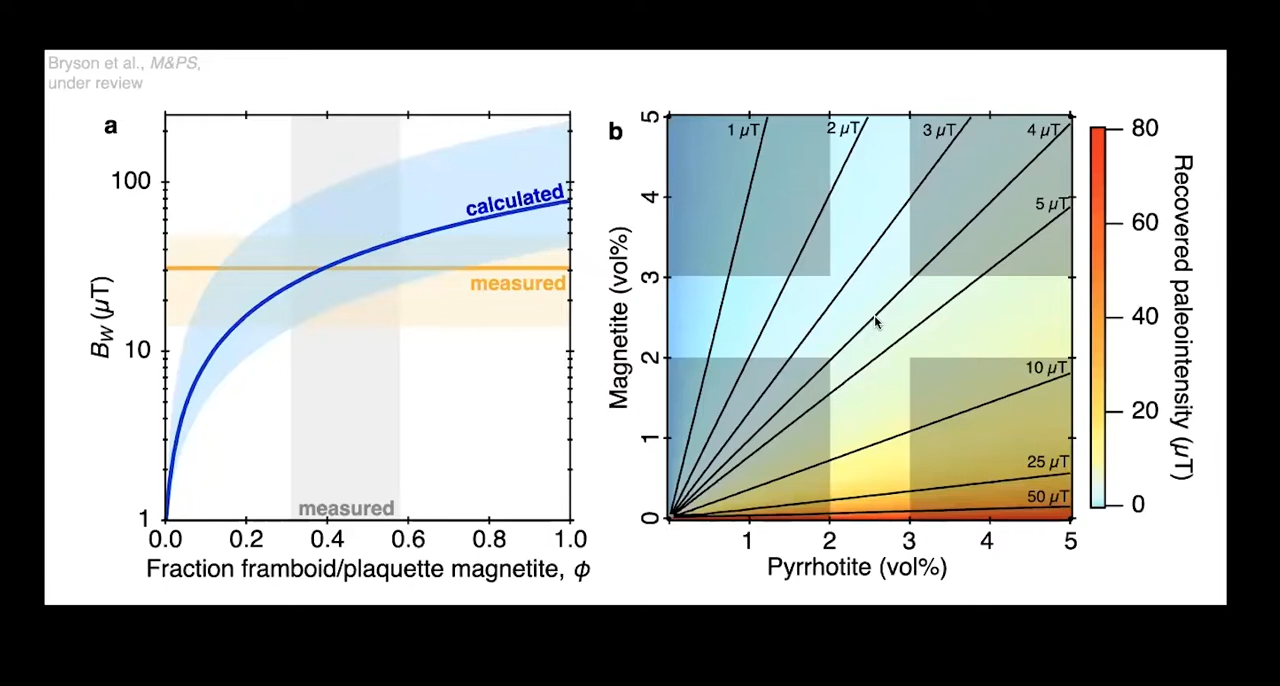 Bryson et al., M&PS,
under review
a
100
10
1
B_W (µT)
calculated
measured
measured
0.0 0.2 0.4 0.6 0.8 1.0
Fraction framboid/plaquette magnetite, ϕ
b
5
4
3
2
1
0
Magnetite (vol%)
1 µT 2 µT 3 µT 4 µT
5 µT
10 µT
25 µT
50 µT
1 2 3 4 5
Pyrrhotite (vol%)
80
60
40
20
0
Recovered paleointensity (µT)